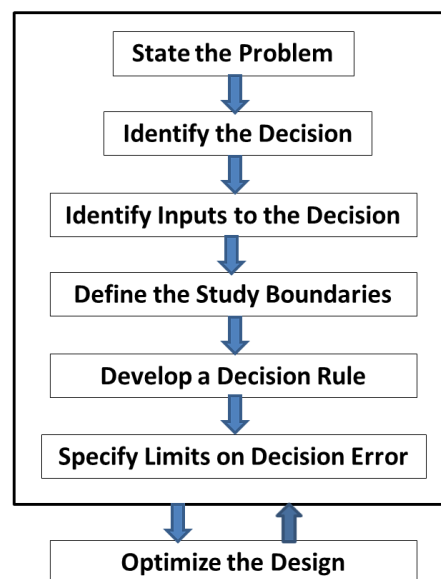 State the Problem
Identify the Decision
Identify Inputs to the Decision
Define the Study Boundaries
Develop a Decision Rule
Specify Limits on Decision Error
Optimize the Design